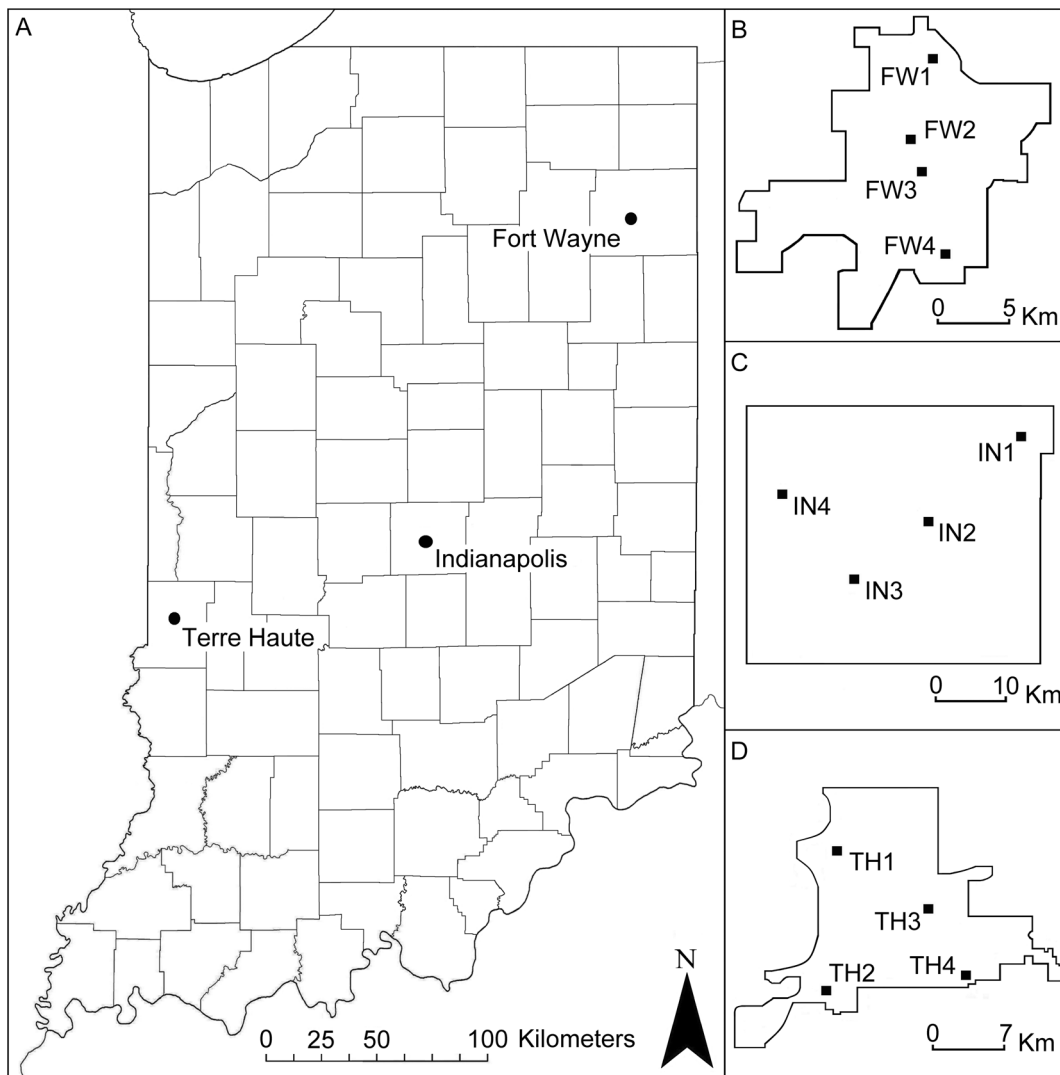 A
Fort Wayne
Indianapolis
Terre Haute
N
0 25 50 100 Kilometers
B
FW1
FW2
FW3
FW4
0 5 Km
C
IN1
IN4
IN2
IN3
0 10 Km
D
TH1
TH3
TH4
TH2
0 7
Km